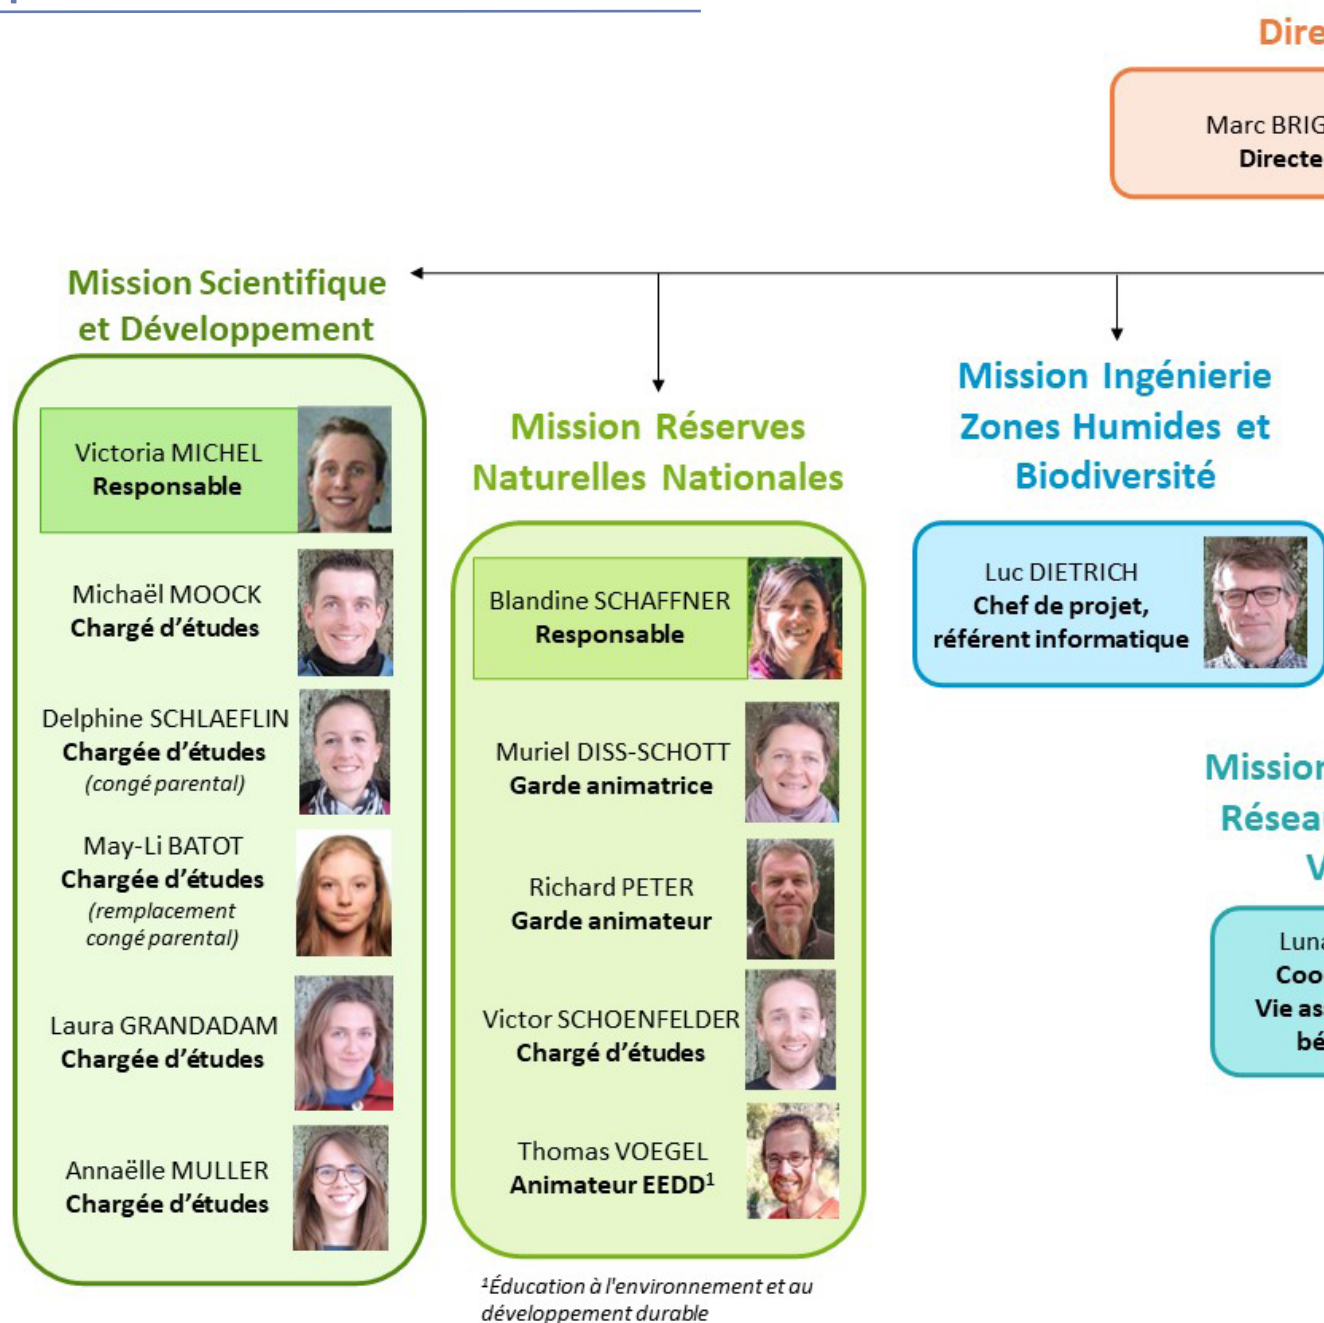 Mission Scientifique
et Développement
Victoria MICHEL
Responsable
Michaël MOOCK
Chargé d’études
Delphine SCHLAEFLIN
Chargée d’études
(congé parental)
May-Li BATOT
Chargée d’études
(remplacement
congé parental)
Laura GRANDADAM
Chargée d’études
Annaëlle MULLER
Chargée d’études
Mission Réserves
Naturelles Nationales
Blandine SCHAFFNER
Responsable
Muriel DISS-SCHOTT
Garde animatrice
Richard PETER
Garde animateur
Victor SCHOENFELDER
Chargé d’études
Thomas VOEGEL
Animateur EEDD¹
¹Éducation à l'environnement et au
développement durable
Dire
Marc BRIG
Directe
Mission Ingénierie
Zones Humides et
Biodiversité
Luc DIETRICH
Chef de projet,
référent informatique
Mission
Réseau
V
Luna
Coo
Vie as
bé